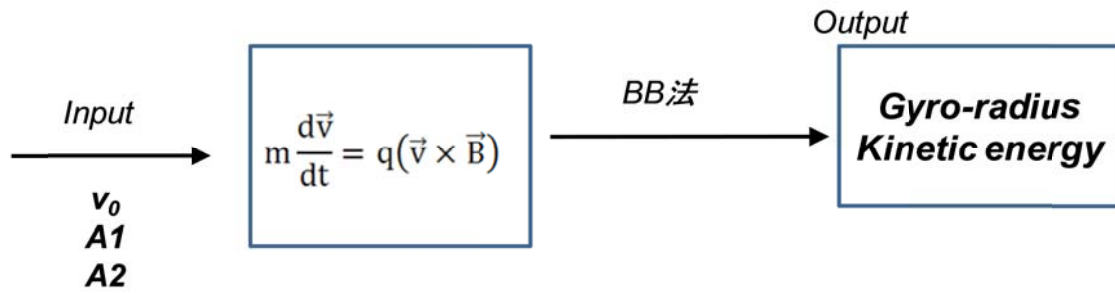 Input
v₀
A1
A2
m dv⃗/dt = q(v⃗ × B⃗)
BB法
Output
Gyro-radius
Kinetic energy